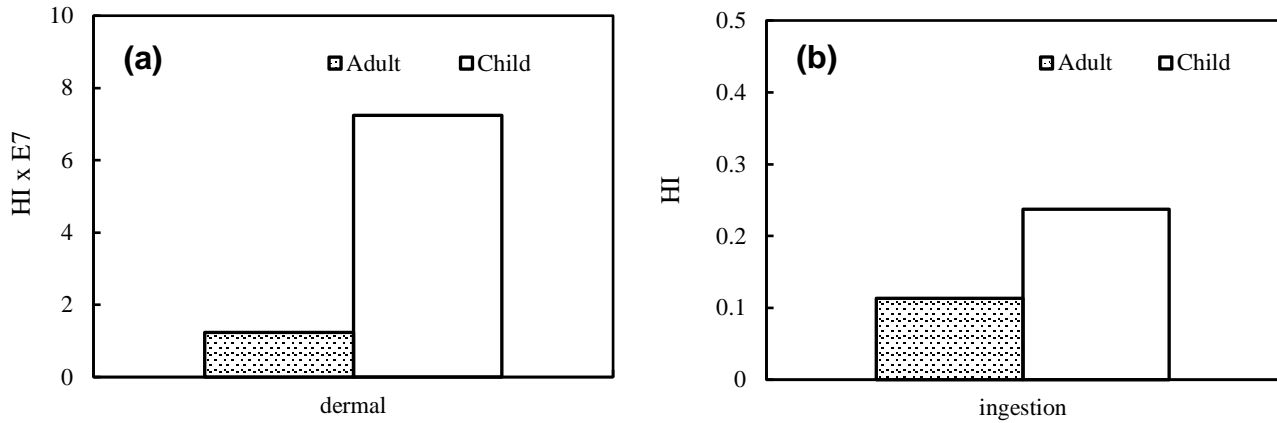 (a)
Adult
Child
HI x E7
10
8
6
4
2
0
dermal
(b)
Adult
Child
HI
0.5
0.4
0.3
0.2
0.1
0
ingestion